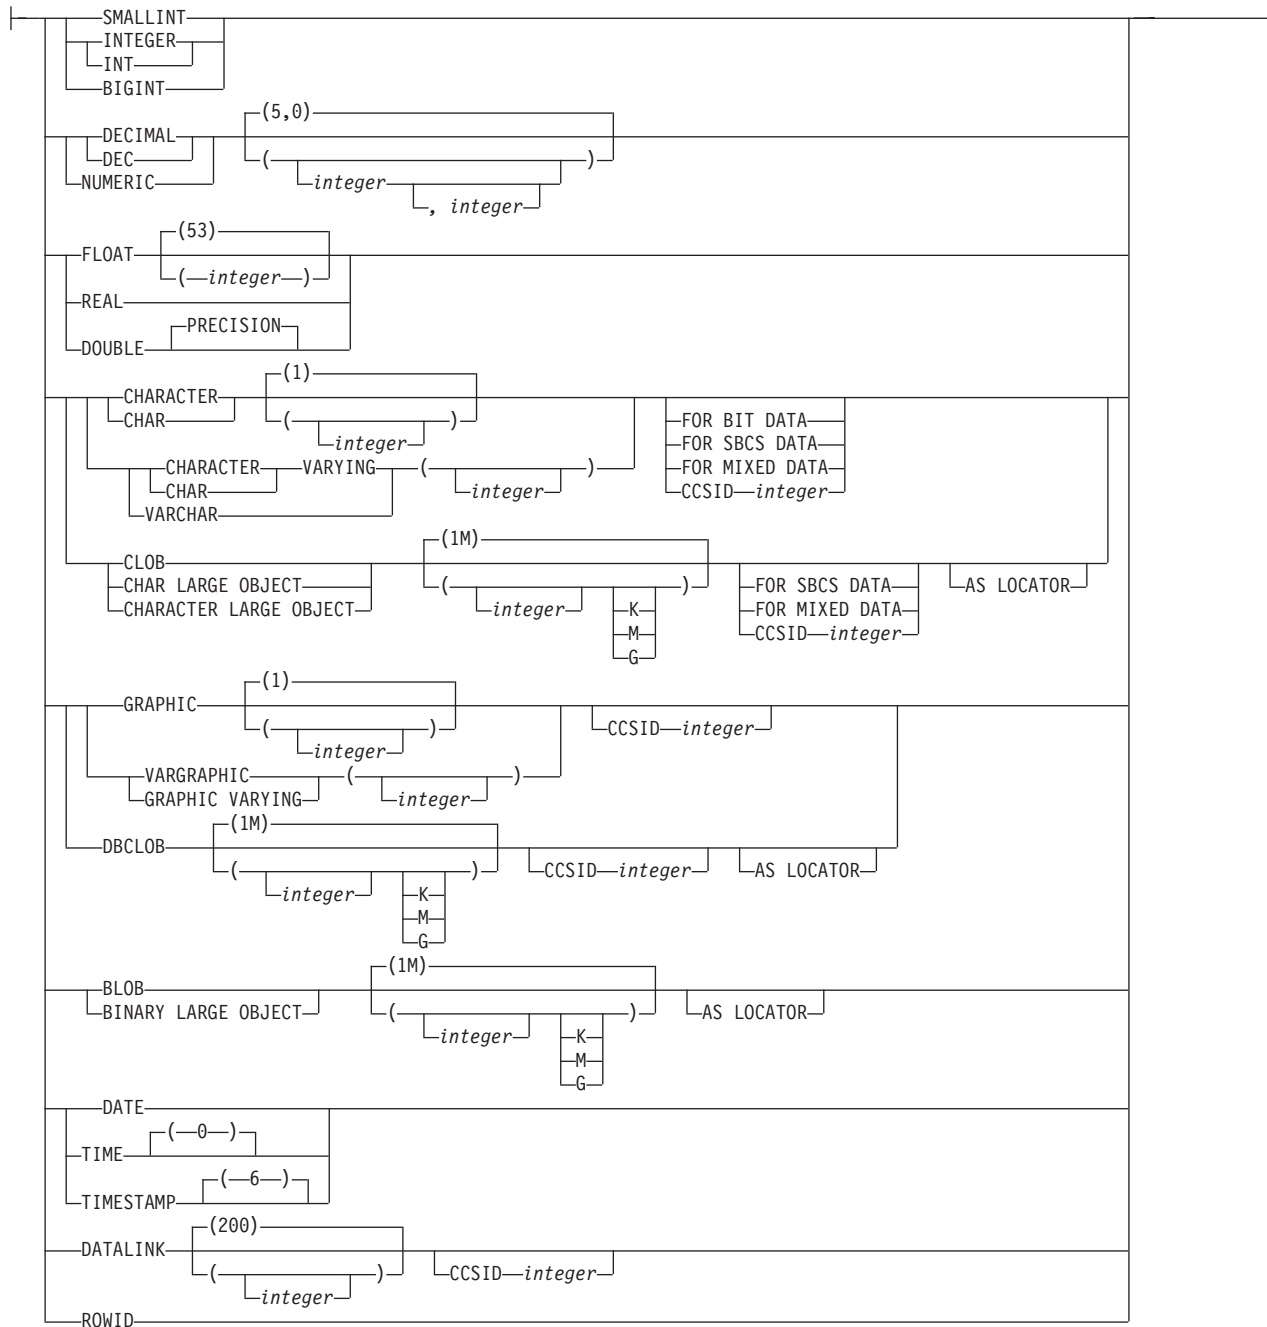 SMALLINT
INTEGER
INT
BIGINT
(5,0)
DECIMAL
DEC ( )
NUMERIC integer
, integer
(53)
FLOAT
( integer )
REAL
PRECISION
DOUBLE
(1)
CHARACTER
CHAR ( ) FOR BIT DATA
integer FOR SBCS DATA
CHARACTER VARYING ( ) FOR MIXED DATA
CHAR integer CCSID integer
VARCHAR
(1M)
CLOB
CHAR LARGE OBJECT ( ) FOR SBCS DATA AS LOCATOR
CHARACTER LARGE OBJECT integer K FOR MIXED DATA
M CCSID integer
G
(1)
GRAPHIC
( ) CCSID integer
integer
VARGRAPHIC ( )
GRAPHIC VARYING integer
(1M)
DBCLOB
( ) CCSID integer AS LOCATOR
integer K
M
G
(1M)
BLOB
BINARY LARGE OBJECT ( ) AS LOCATOR
integer K
M
G
DATE
( 0 )
TIME
( 6 )
TIMESTAMP
(200)
DATALINK
( ) CCSID integer
integer
ROWID